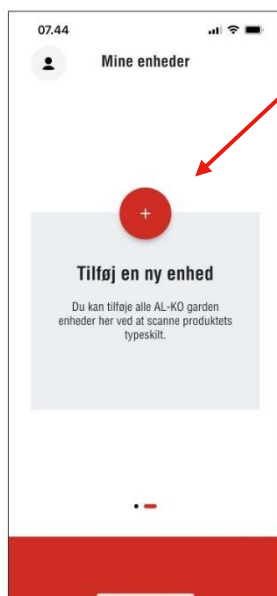 07.44
Mine enheder
+
Tilføj en ny enhed
Du kan tilføje alle AL-KO garden
enheder her ved at scanne produktets
typeskilt.